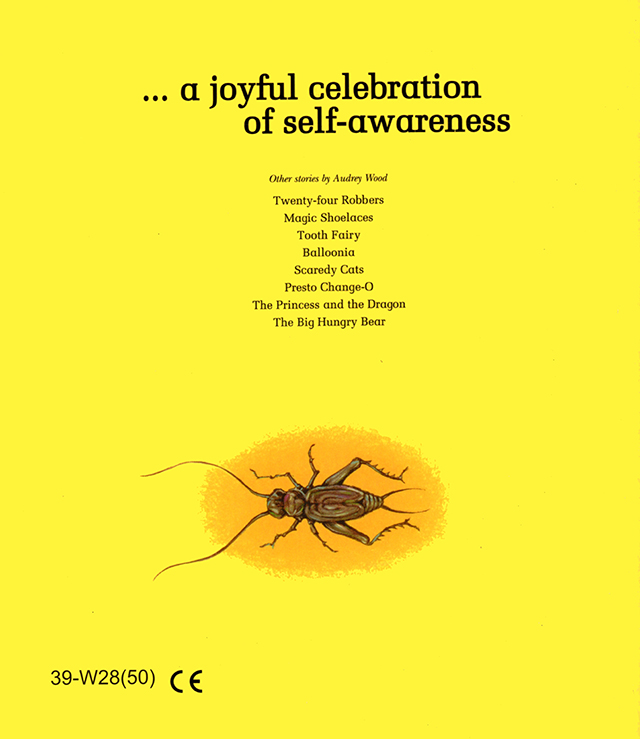 ... a joyful celebration
of self-awareness
Other stories by Audrey Wood
Twenty-four Robbers
Magic Shoelaces
Tooth Fairy
Balloonia
Scaredy Cats
Presto Change-O
The Princess and the Dragon
The Big Hungry Bear
39-W28(50) CE